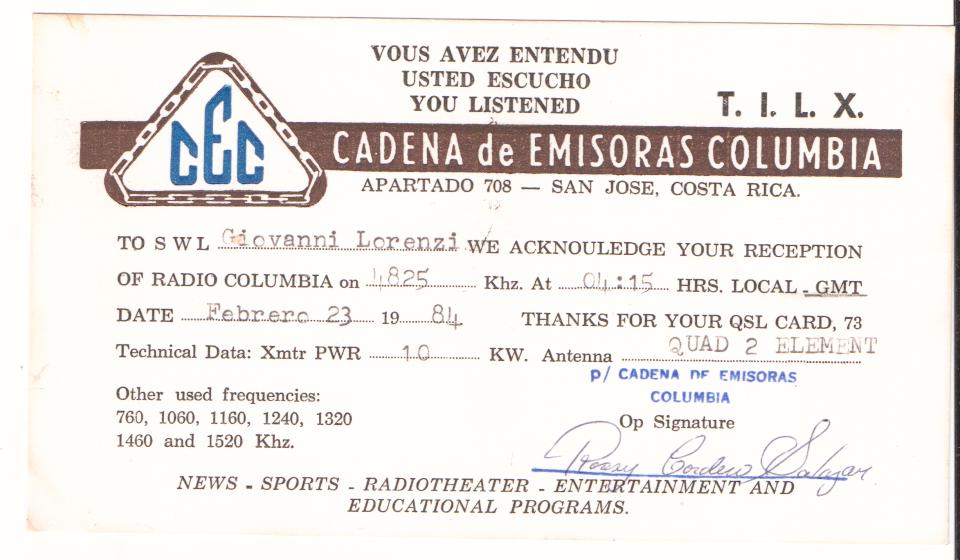 VOUS AVEZ ENTENDU
USTED ESCUCHO
YOU LISTENED
T. I. L. X.
CEC
CADENA de EMISORAS COLUMBIA
APARTADO 708 — SAN JOSE, COSTA RICA.
TO S W L Giovanni Lorenzi WE ACKNOULEDGE YOUR RECEPTION
OF RADIO COLUMBIA on 4825 Khz. At 04:15 HRS. LOCAL - GMT
DATE Febrero 23 19 84 THANKS FOR YOUR QSL CARD, 73
Technical Data: Xmtr PWR 10 KW. Antenna QUAD 2 ELEMENT
p/ CADENA DE EMISORAS
COLUMBIA
Other used frequencies:
760, 1060, 1160, 1240, 1320
1460 and 1520 Khz.
Op Signature
Rossy Cordero Salazar
NEWS - SPORTS - RADIOTHEATER - ENTERTAINMENT AND
EDUCATIONAL PROGRAMS.